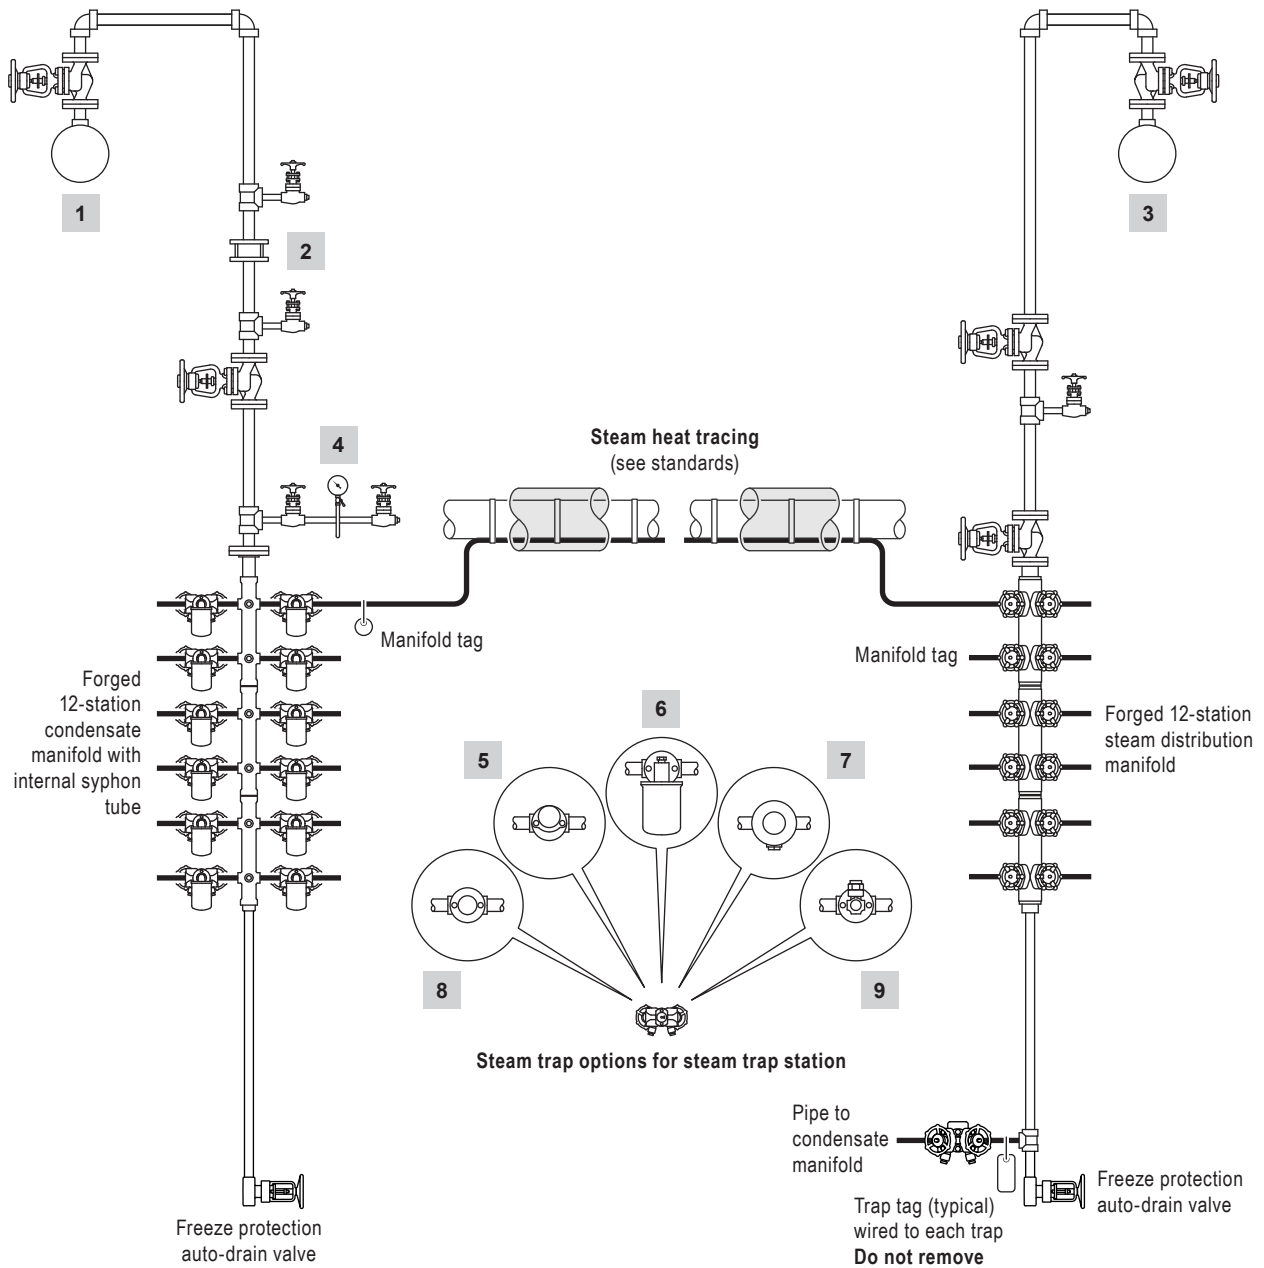 1
3
2
4
Steam heat tracing
(see standards)
Manifold tag
Manifold tag
Forged
12-station
condensate
manifold with
internal syphon
tube
Forged 12-station
steam distribution
manifold
6
5
7
8
9
Steam trap options for steam trap station
Pipe to
condensate
manifold
Trap tag (typical)
wired to each trap
Do not remove
Freeze protection
auto-drain valve
Freeze protection
auto-drain valve